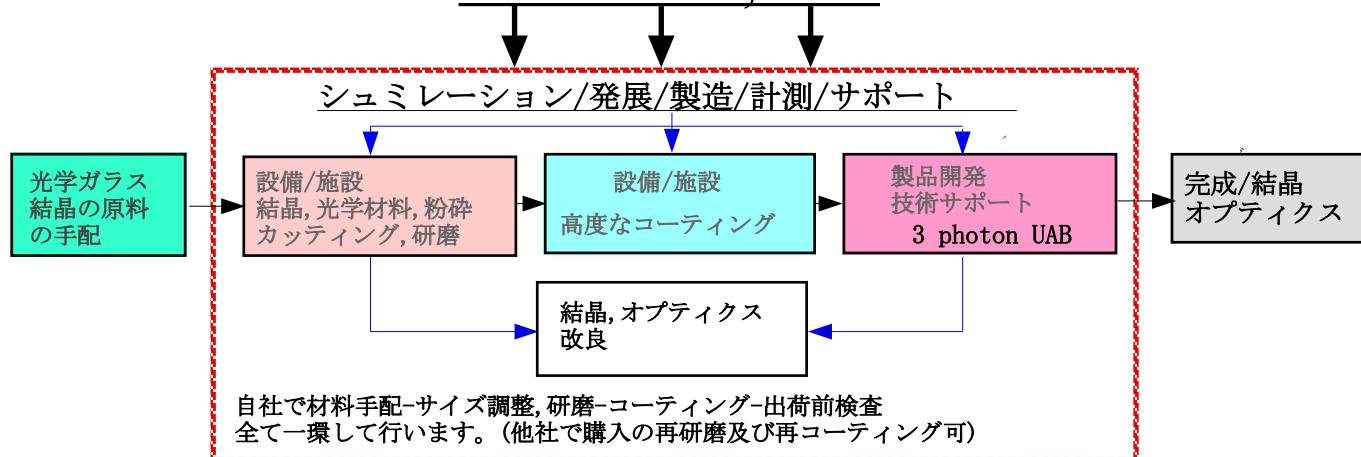 シュミレーション/発展/製造/計測/サポート
光学ガラス
結晶の原料
の手配
設備/施設
結晶,光学材料,粉砕
カッティング,研磨
設備/施設
高度なコーティング
製品開発
技術サポート
3 photon UAB
完成/結晶
オプティクス
結晶,オプティクス
改良
自社で材料手配-サイズ調整,研磨-コーティング-出荷前検査
全て一環して行います。(他社で購入の再研磨及び再コーティング可)